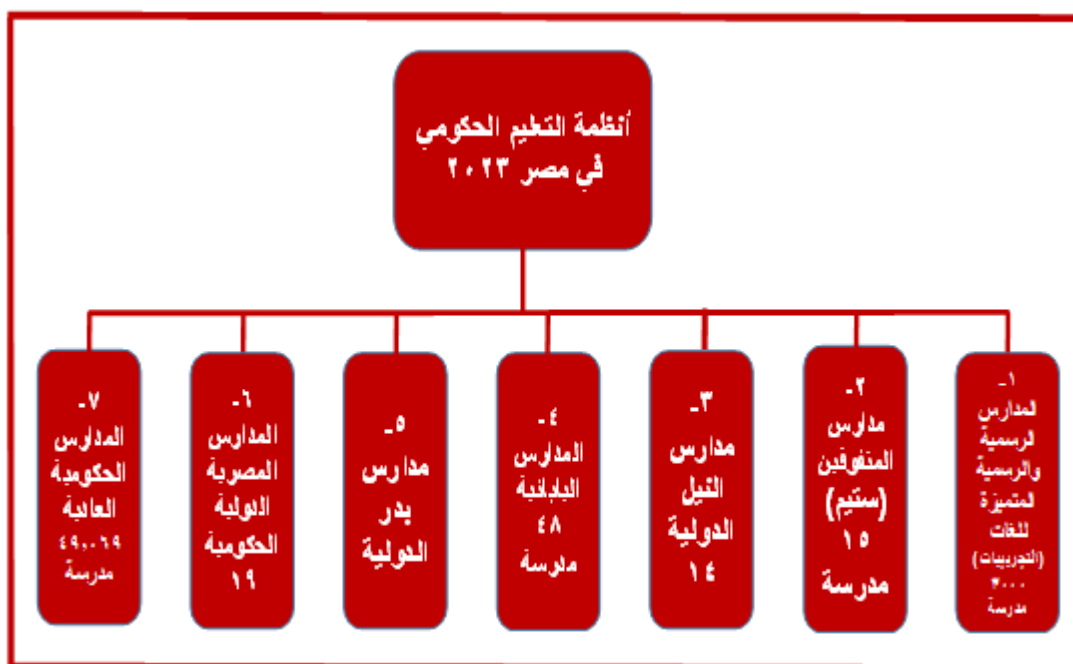 أنظمة التعليم الحكومي
في مصر ٢٠٢٣
١-
المدارس
الرسمية
والرسمية
المتميزة
للغات
(التجريبيات)
٣٠٠٠
مدرسة
٢-
مدارس
المتفوقين
(ستيم)
١٥
مدرسة
٣-
مدارس
النيل
الدولية
١٤
٤-
المدارس
اليابانية
٤٨
مدرسة
٥-
مدارس
بدر
الدولية
٦-
المدارس
المصرية
الدولية
الحكومية
١٩
٧-
المدارس
الحكومية
العادية
٤٩,٠٦٩
مدرسة